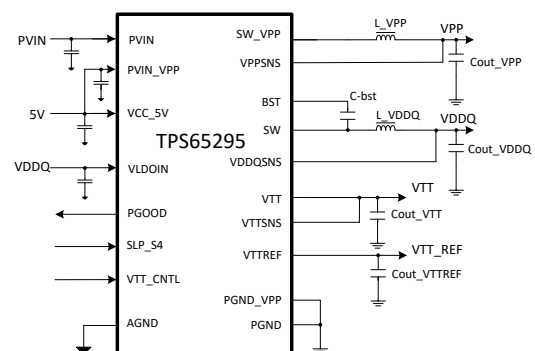 L_VPP
VPP
SW_VPP
PVIN
PVIN
VPPSNS
Cout_VPP
PVIN_VPP
C-bst
BST
L_VDDQ
VDDQ
5V
VCC_5V
TPS65295
SW
Cout_VDDQ
VDDQSNS
VDDQ
VLDOIN
VTT
VTT
PGOOD
VTTSNS
Cout_VTT
SLP_S4
VTTREF
VTT_REF
Cout_VTTREF
VTT_CNTL
PGND_VPP
AGND
PGND